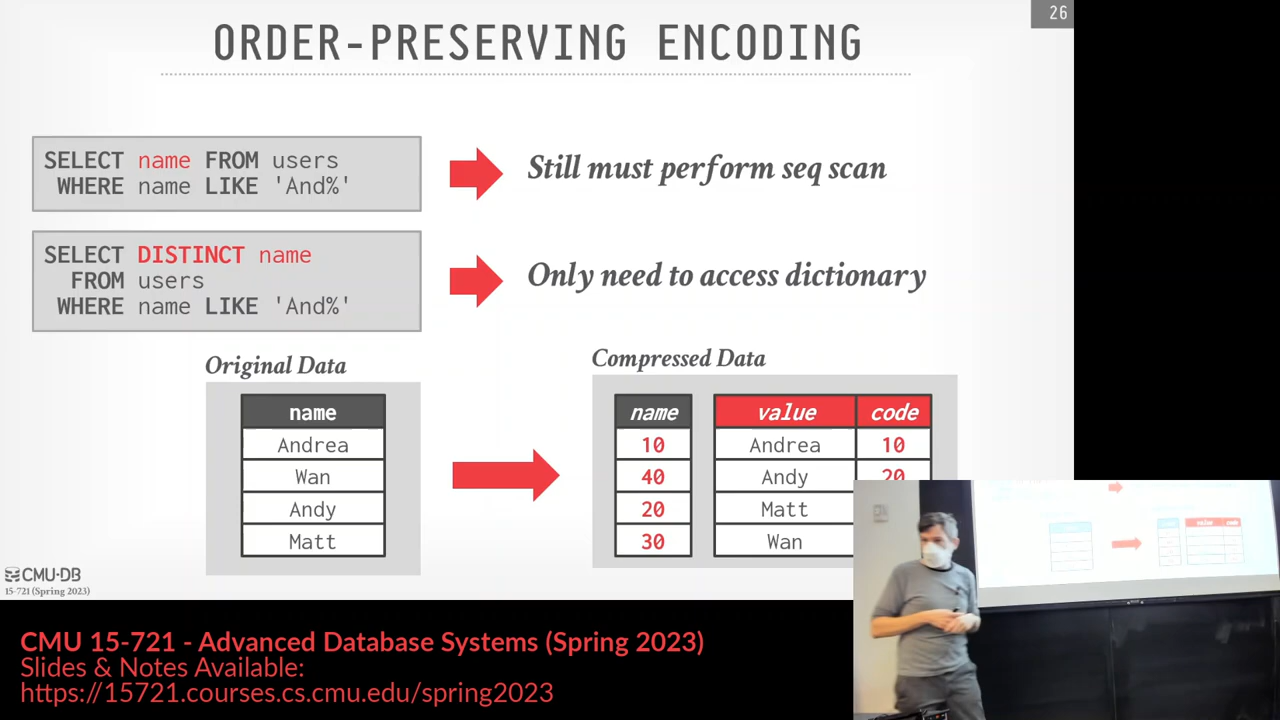 26
ORDER-PRESERVING ENCODING
SELECT name FROM users
WHERE name LIKE 'And%'
Still must perform seq scan
SELECT DISTINCT name
FROM users
WHERE name LIKE 'And%'
Only need to access dictionary
Original Data
name
Andrea
Wan
Andy
Matt
Compressed Data
name value code
10 Andrea 10
40 Andy 20
20 Matt
30 Wan
CMU·DB
15-721 (Spring 2023)
value code
CMU 15-721 - Advanced Database Systems (Spring 2023)
Slides & Notes Available:
https://15721.courses.cs.cmu.edu/spring2023